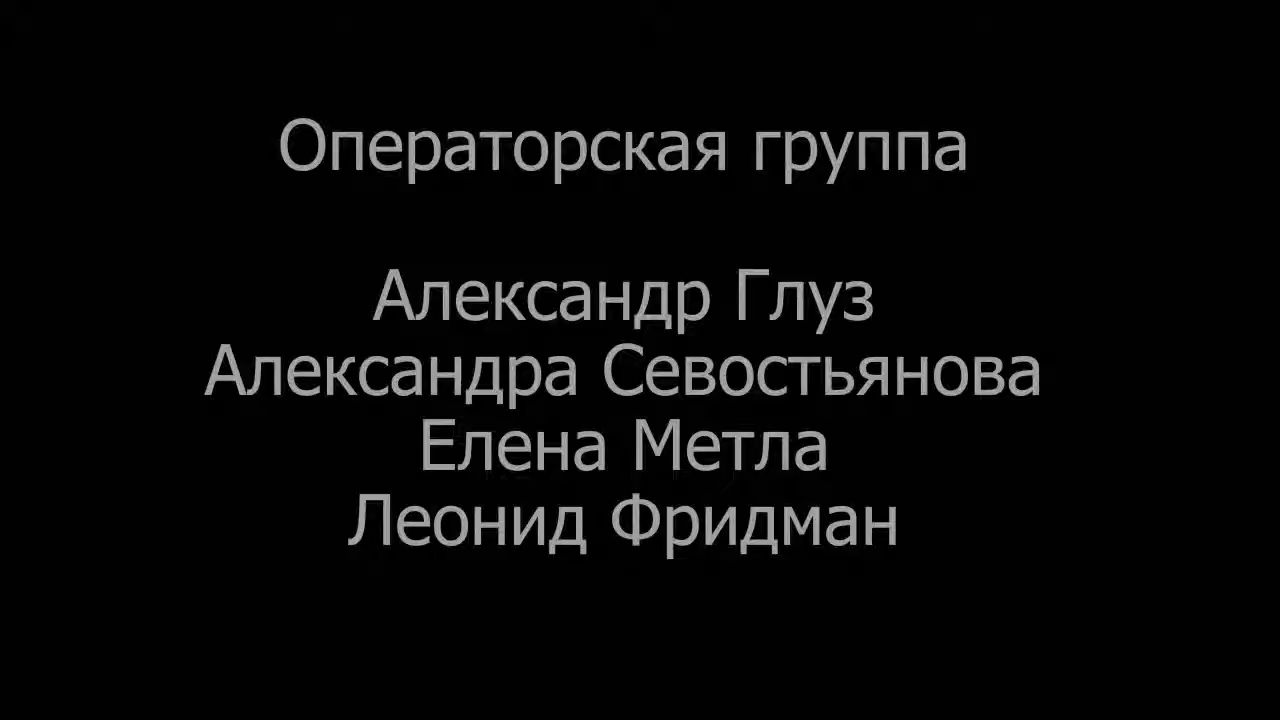 Операторская группа
Александр Глуз
Александра Севостьянова
Елена Метла
Леонид Фридман